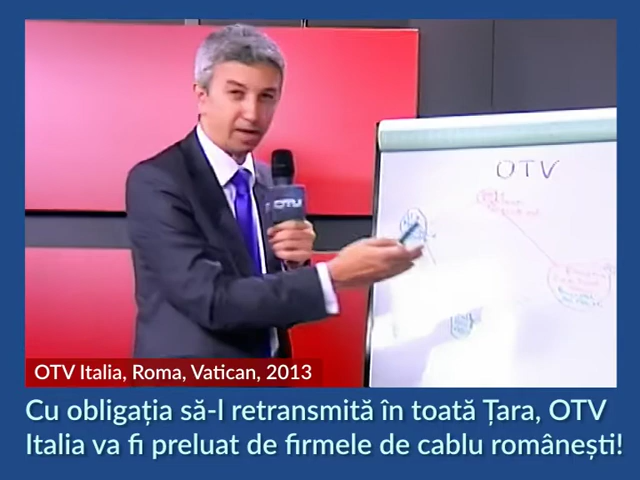 OTV
OTV
OTV Italia, Roma, Vatican, 2013
Cu obligația să-l retransmită în toată Țara, OTV
Italia va fi preluat de firmele de cablu românești!